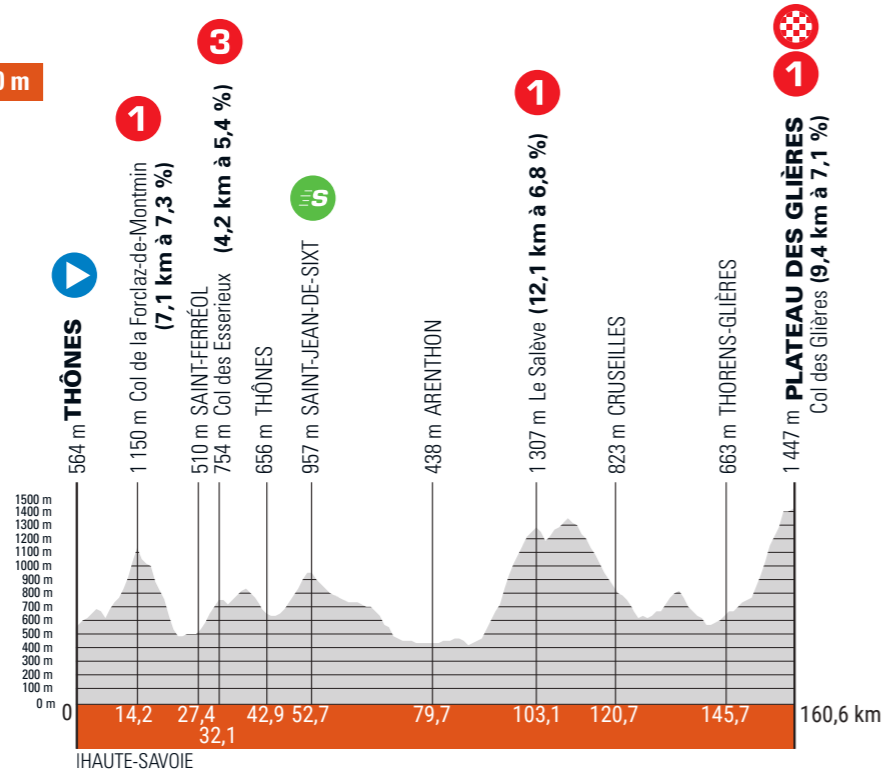 0 m
564 m THÔNES
1
1 150 m Col de la Forclaz-de-Montmin
(7,1 km à 7,3 %)
510 m SAINT-FERRÉOL
3
754 m Col des Esserieux (4,2 km à 5,4 %)
656 m THÔNES
S
957 m SAINT-JEAN-DE-SIXT
438 m ARENTHON
1
1 307 m Le Salève (12,1 km à 6,8 %)
823 m CRUSEILLES
663 m THORENS-GLIÈRES
1
1 447 m PLATEAU DES GLIÈRES
Col des Glières (9,4 km à 7,1 %)
1500 m
1400 m
1300 m
1200 m
1100 m
1000 m
900 m
800 m
700 m
600 m
500 m
400 m
300 m
200 m
100 m
0 m
0 14,2 27,4 32,1 42,9 52,7 79,7 103,1 120,7 145,7 160,6 km
HAUTE-SAVOIE